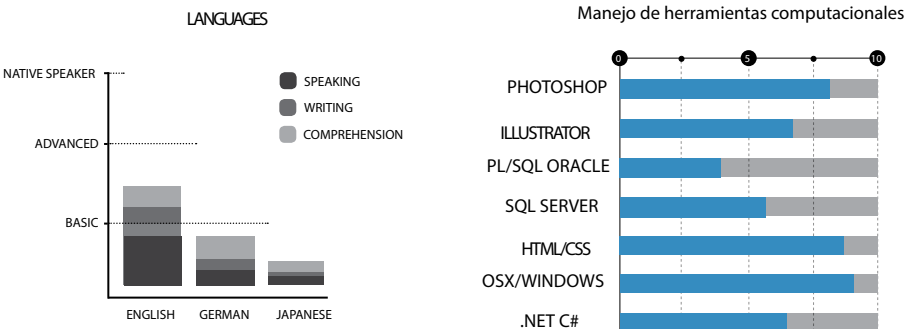 LANGUAGES
NATIVE SPEAKER
ADVANCED
BASIC
SPEAKING
WRITING
COMPREHENSION
ENGLISH GERMAN JAPANESE
Manejo de herramientas computacionales
0 5 10
PHOTOSHOP
ILLUSTRATOR
PL/SQL ORACLE
SQL SERVER
HTML/CSS
OSX/WINDOWS
.NET C#